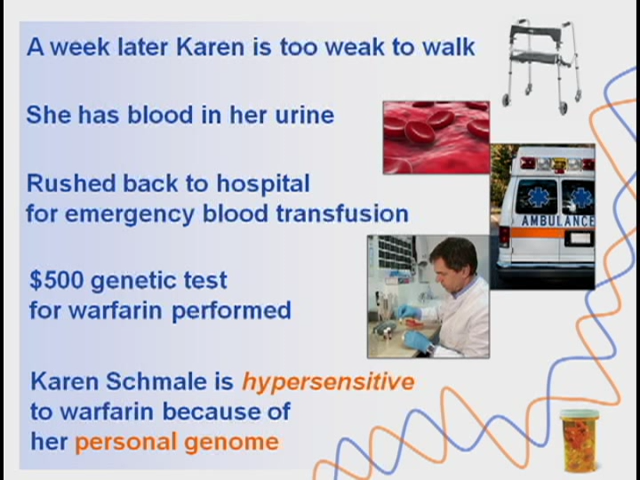 A week later Karen is too weak to walk
She has blood in her urine
Rushed back to hospital
for emergency blood transfusion
AMBULANCE
$500 genetic test
for warfarin performed
Karen Schmale is hypersensitive
to warfarin because of
her personal genome